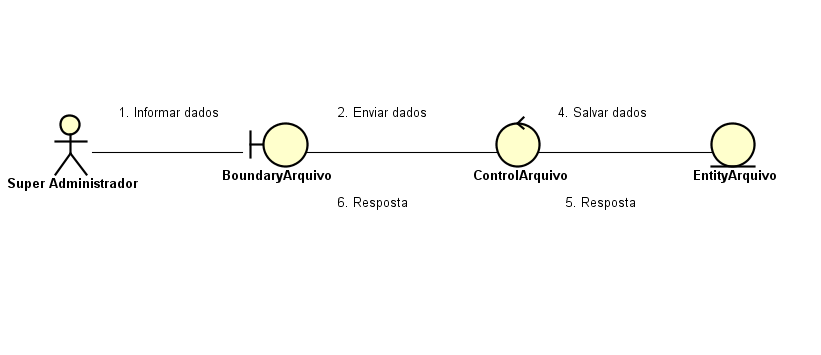 1. Informar dados
2. Enviar dados
4. Salvar dados
Super Administrador
BoundaryArquivo
ControlArquivo
EntityArquivo
6. Resposta
5. Resposta